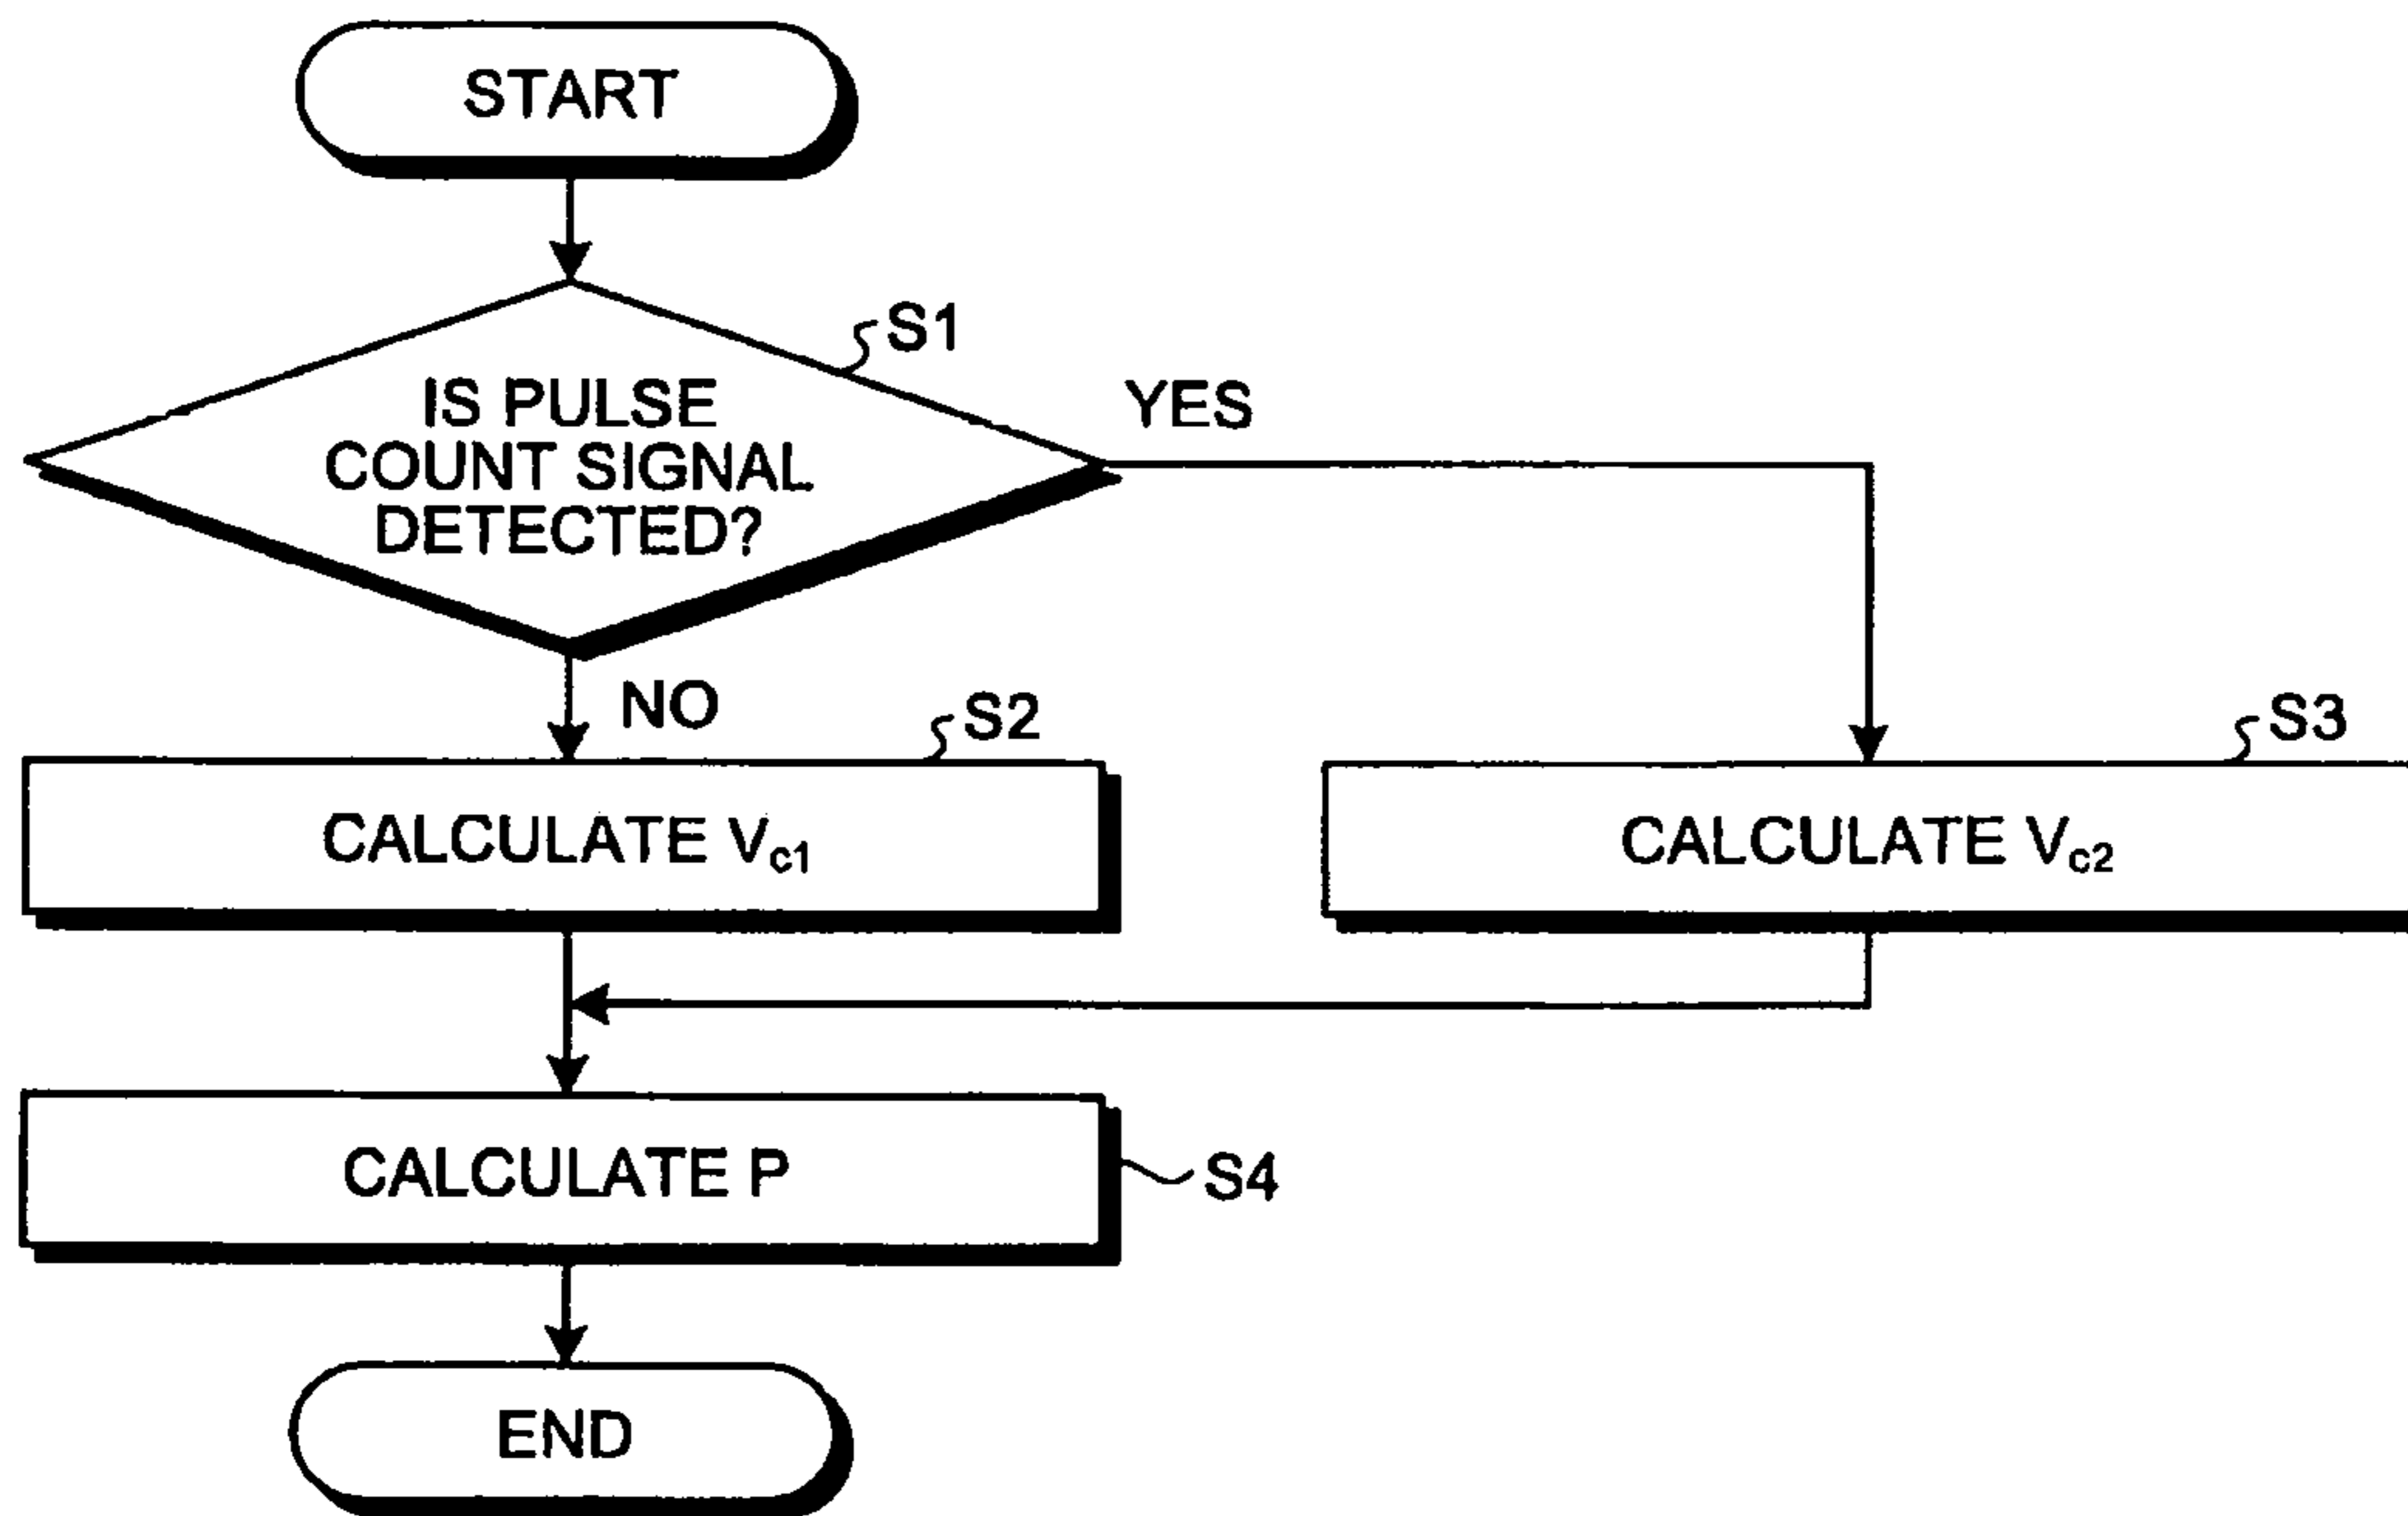 START
S1
IS PULSE
COUNT SIGNAL
DETECTED?
YES
NO
S2
S3
CALCULATE Vc1
CALCULATE Vc2
CALCULATE P
S4
END